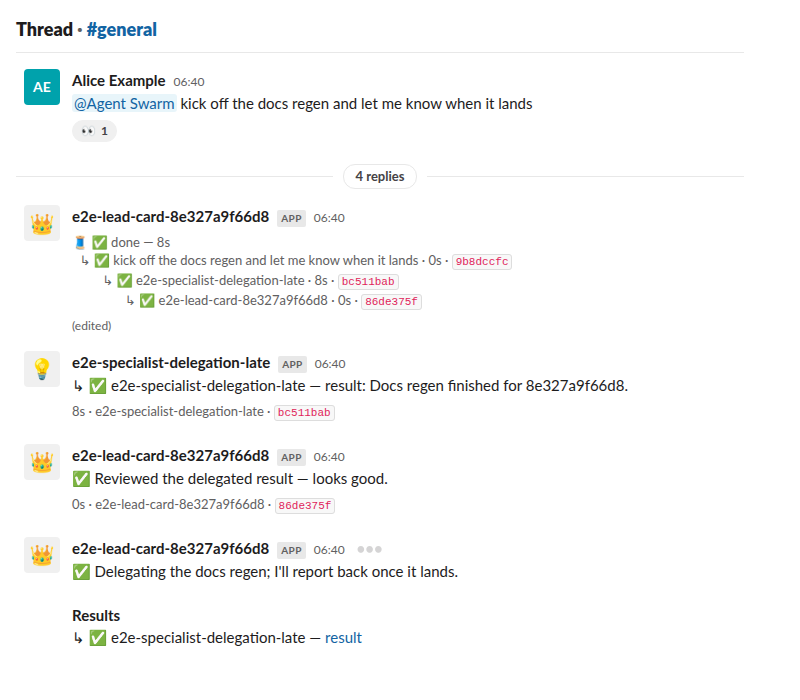 Thread • #general
AE
Alice Example 06:40
@Agent Swarm kick off the docs regen and let me know when it lands
👀 1
4 replies
e2e-lead-card-8e327a9f66d8 APP 06:40
🧵 ✅ done — 8s
↳ ✅ kick off the docs regen and let me know when it lands · 0s · 9b8dccfc
↳ ✅ e2e-specialist-delegation-late · 8s · bc511bab
↳ ✅ e2e-lead-card-8e327a9f66d8 · 0s · 86de375f
(edited)
e2e-specialist-delegation-late APP 06:40
↳ ✅ e2e-specialist-delegation-late — result: Docs regen finished for 8e327a9f66d8.
8s · e2e-specialist-delegation-late · bc511bab
e2e-lead-card-8e327a9f66d8 APP 06:40
✅ Reviewed the delegated result — looks good.
0s · e2e-lead-card-8e327a9f66d8 · 86de375f
e2e-lead-card-8e327a9f66d8 APP 06:40
✅ Delegating the docs regen; I'll report back once it lands.
Results
↳ ✅ e2e-specialist-delegation-late — result